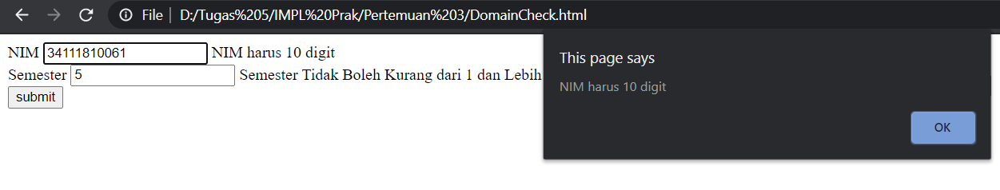 File | D:/Tugas%205/IMPL%20Prak/Pertemuan%203/DomainCheck.html
NIM 34111810061 NIM harus 10 digit
Semester 5 Semester Tidak Boleh Kurang dari 1 dan Lebih
submit
This page says
NIM harus 10 digit
OK